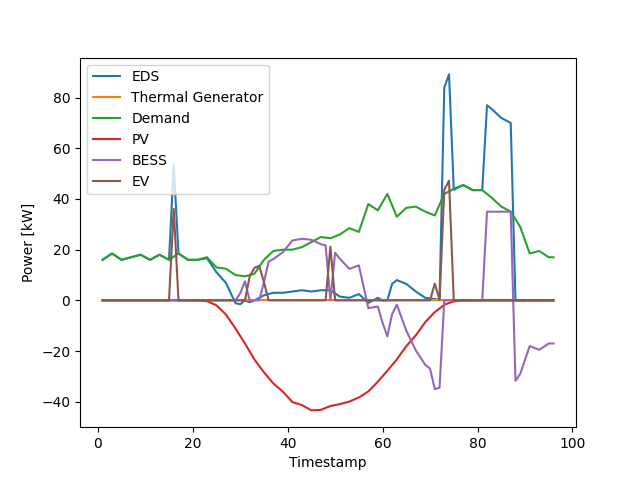 EDS
Thermal Generator
Demand
PV
BESS
EV
Power [kW]
80
60
40
20
0
−20
−40
0 20 40 60 80 100
Timestamp